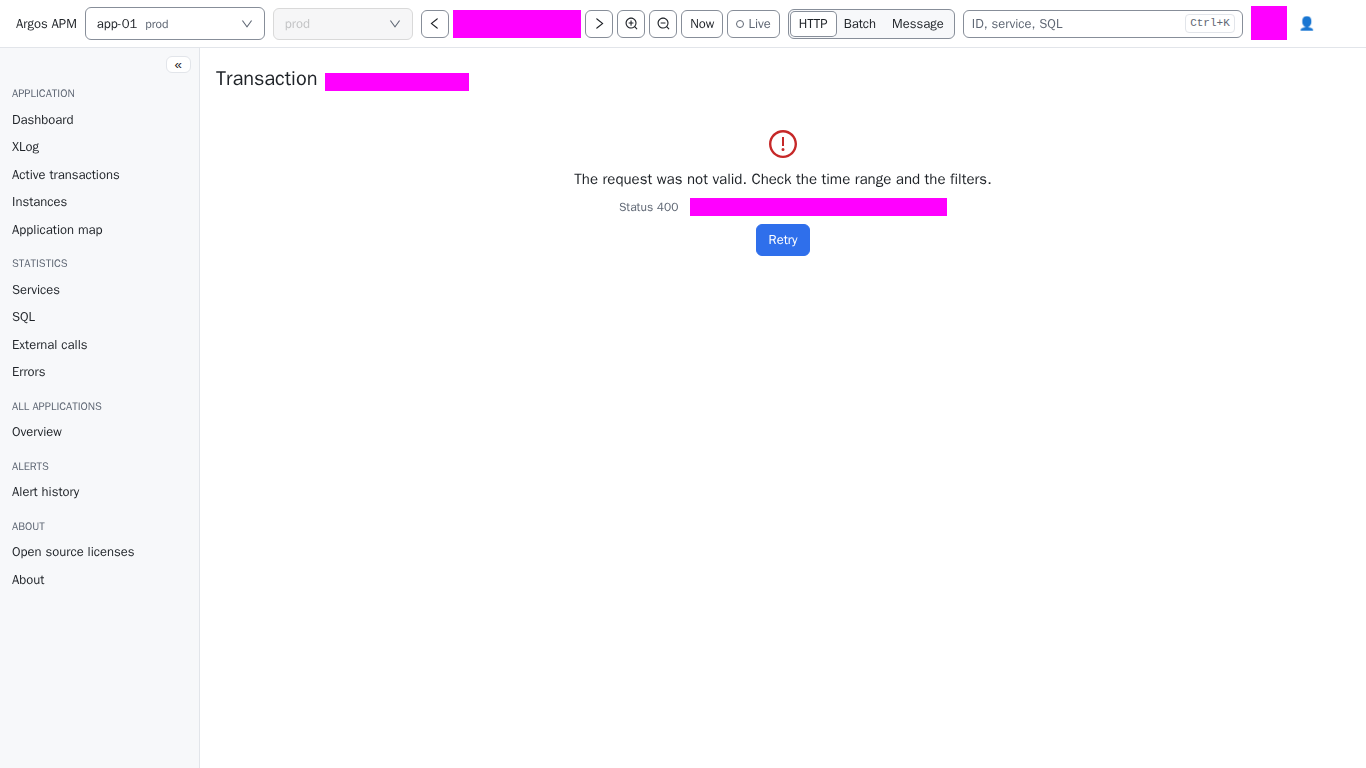 Argos APM app-01 prod prod Now Live HTTP Batch Message ID, service, SQL Ctrl+K
«
APPLICATION
Dashboard
XLog
Active transactions
Instances
Application map
STATISTICS
Services
SQL
External calls
Errors
ALL APPLICATIONS
Overview
ALERTS
Alert history
ABOUT
Open source licenses
About
Transaction
The request was not valid. Check the time range and the filters.
Status 400
Retry